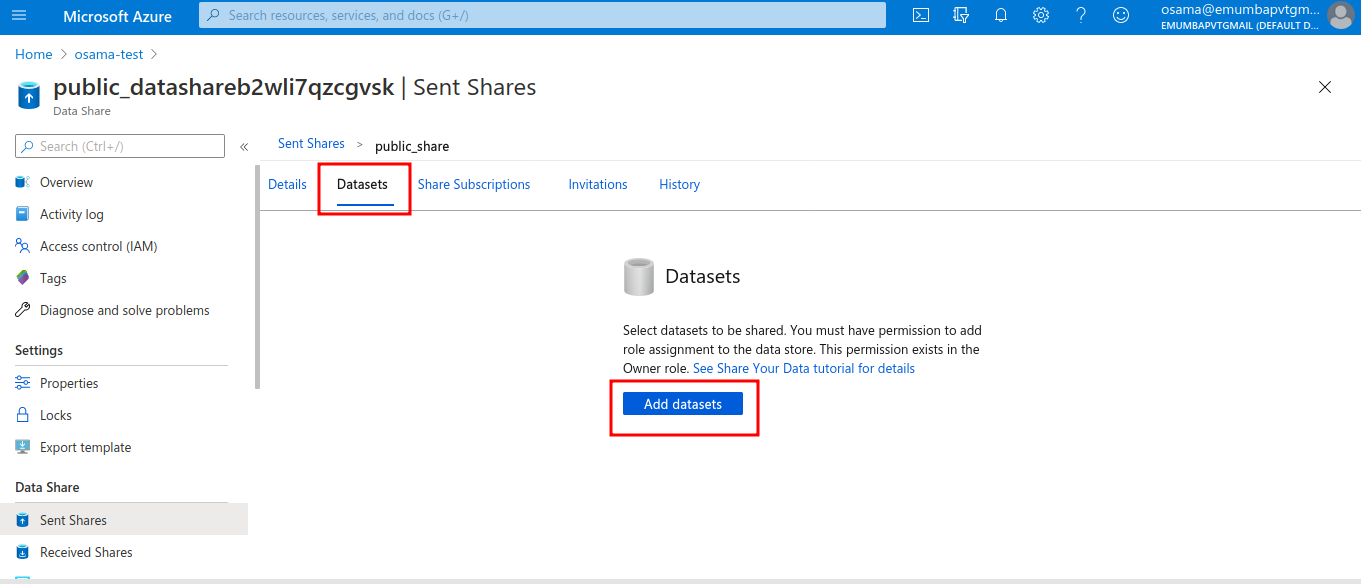 Microsoft Azure
Search resources, services, and docs (G+/)
osama@emumbapvtgm...
EMUMBAPVTGMAIL (DEFAULT D...
Home > osama-test >
public_datashareb2wli7qzcgvsk | Sent Shares
Data Share
Search (Ctrl+/)
«
Overview
Activity log
Access control (IAM)
Tags
Diagnose and solve problems
Settings
Properties
Locks
Export template
Data Share
Sent Shares
Received Shares
Sent Shares > public_share
Details Datasets Share Subscriptions Invitations History
Datasets
Select datasets to be shared. You must have permission to add
role assignment to the data store. This permission exists in the
Owner role. See Share Your Data tutorial for details
Add datasets